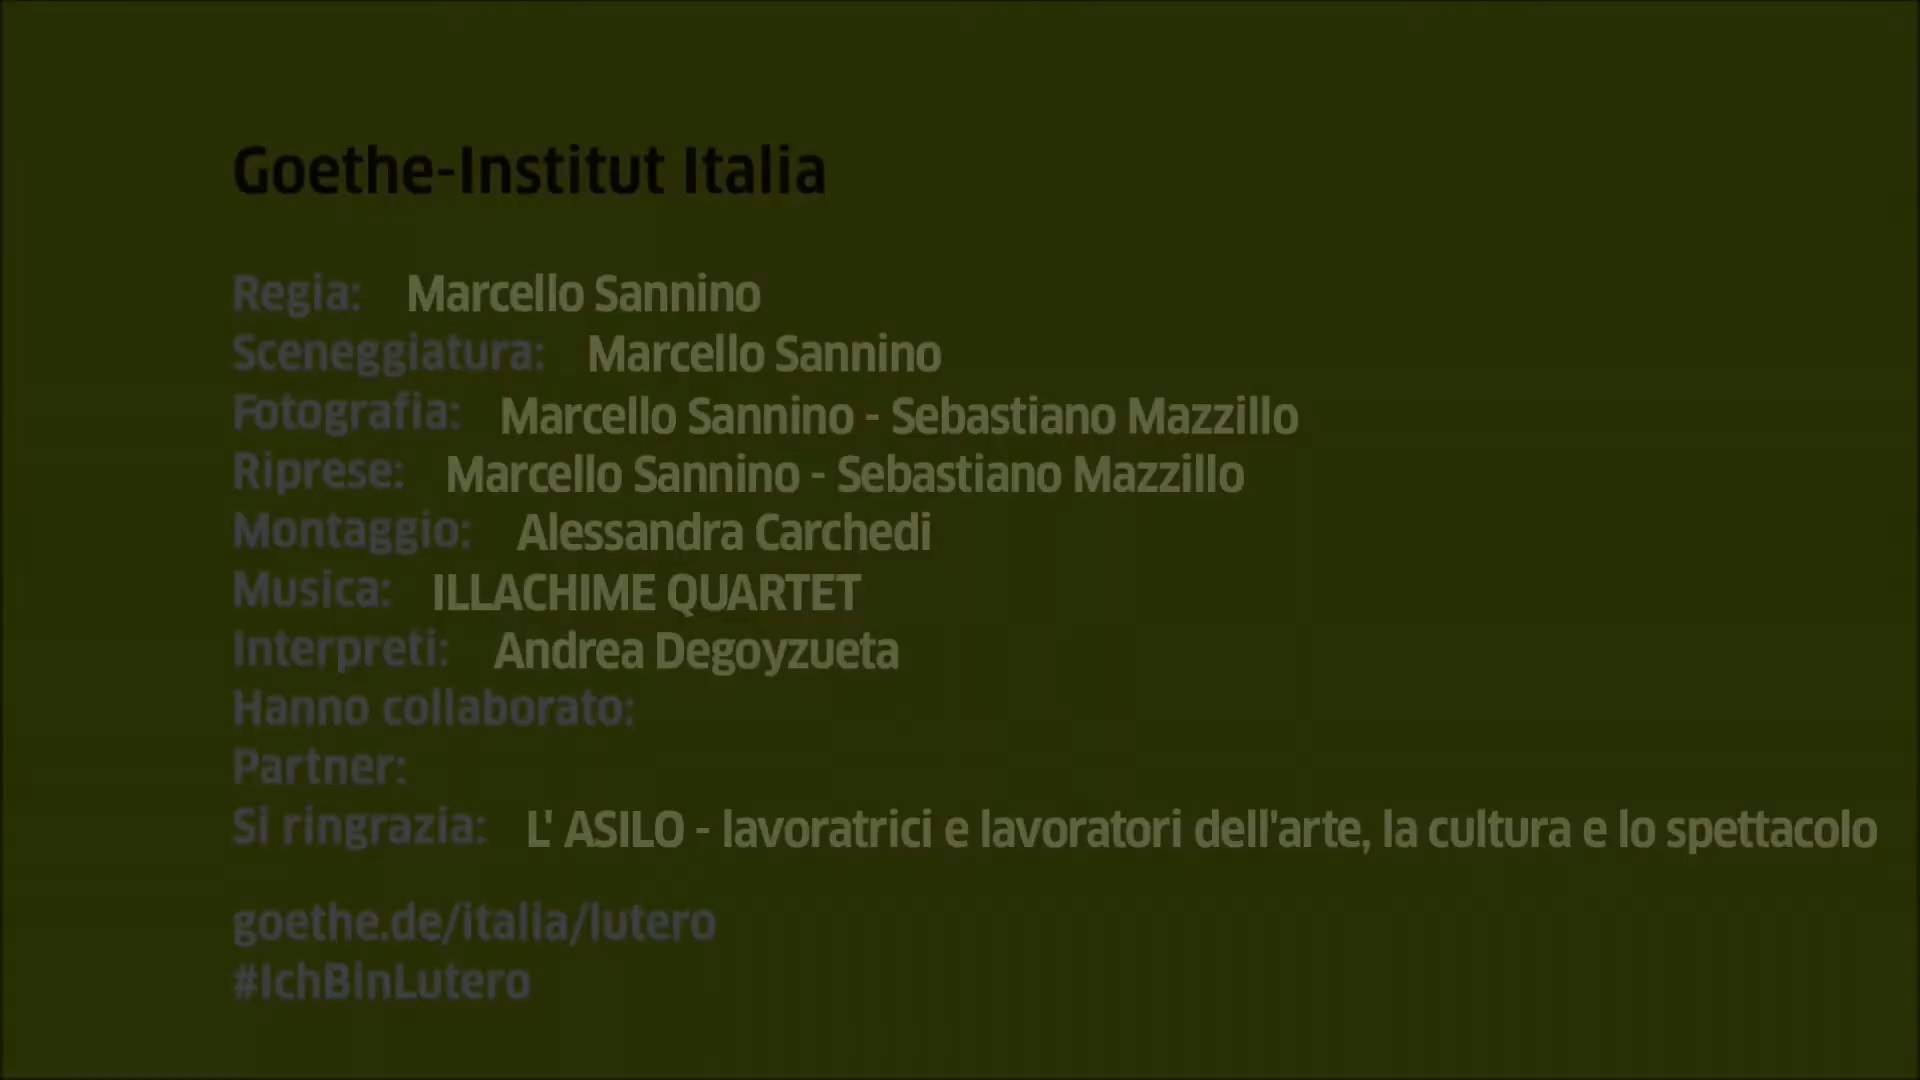 Goethe-Institut Italia
Regia: Marcello Sannino
Sceneggiatura: Marcello Sannino
Fotografia: Marcello Sannino - Sebastiano Mazzillo
Riprese: Marcello Sannino - Sebastiano Mazzillo
Montaggio: Alessandra Carchedi
Musica: ILLACHIME QUARTET
Interpreti: Andrea Degoyzueta
Hanno collaborato:
Partner:
Si ringrazia: L' ASILO - lavoratrici e lavoratori dell'arte, la cultura e lo spettacolo
goethe.de/italia/lutero
#IchBinLutero